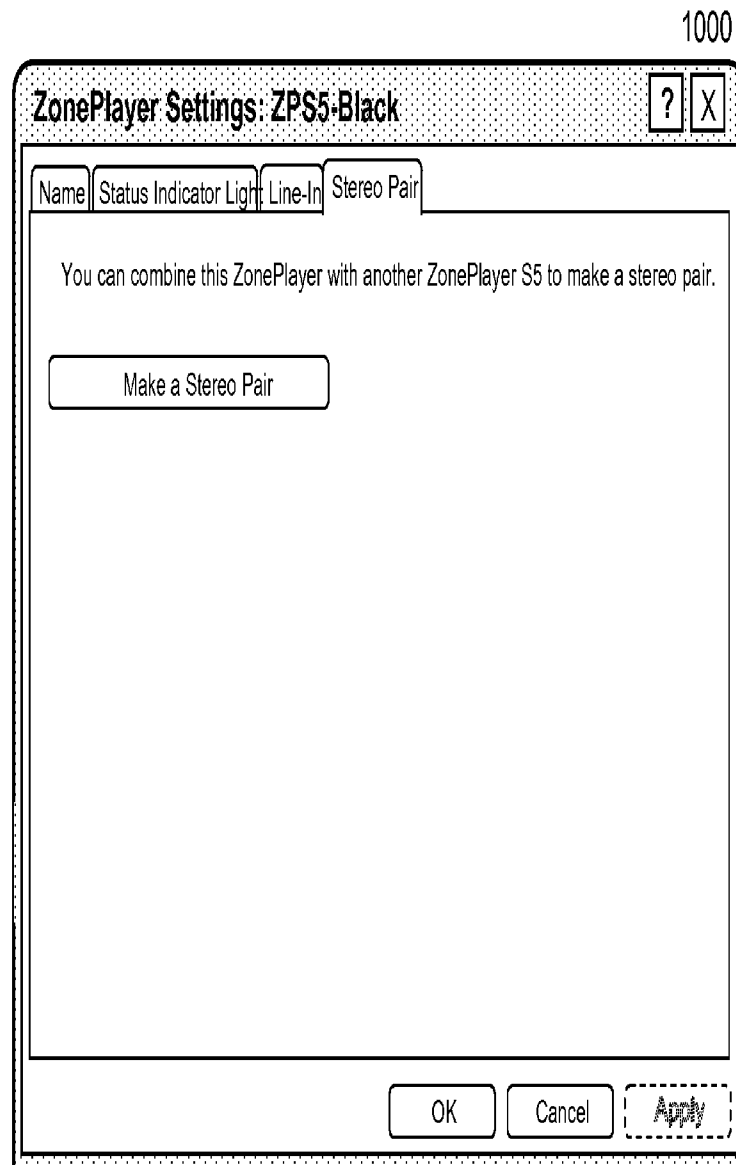 1000
ZonePlayer Settings: ZPS5-Black ? X
Name Status Indicator Light Line-In Stereo Pair
You can combine this ZonePlayer with another ZonePlayer S5 to make a stereo pair.
Make a Stereo Pair
OK Cancel Apply